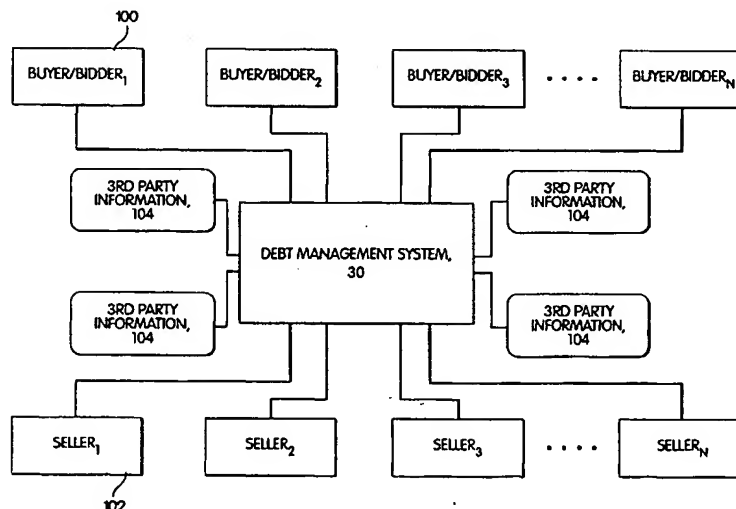 100
BUYER/BIDDER1
BUYER/BIDDER2
BUYER/BIDDER3
. . . .
BUYER/BIDDERN
3RD PARTY
INFORMATION,
104
3RD PARTY
INFORMATION,
104
DEBT MANAGEMENT SYSTEM,
30
3RD PARTY
INFORMATION,
104
3RD PARTY
INFORMATION,
104
SELLER1
SELLER2
SELLER3
. . . .
SELLERN
102